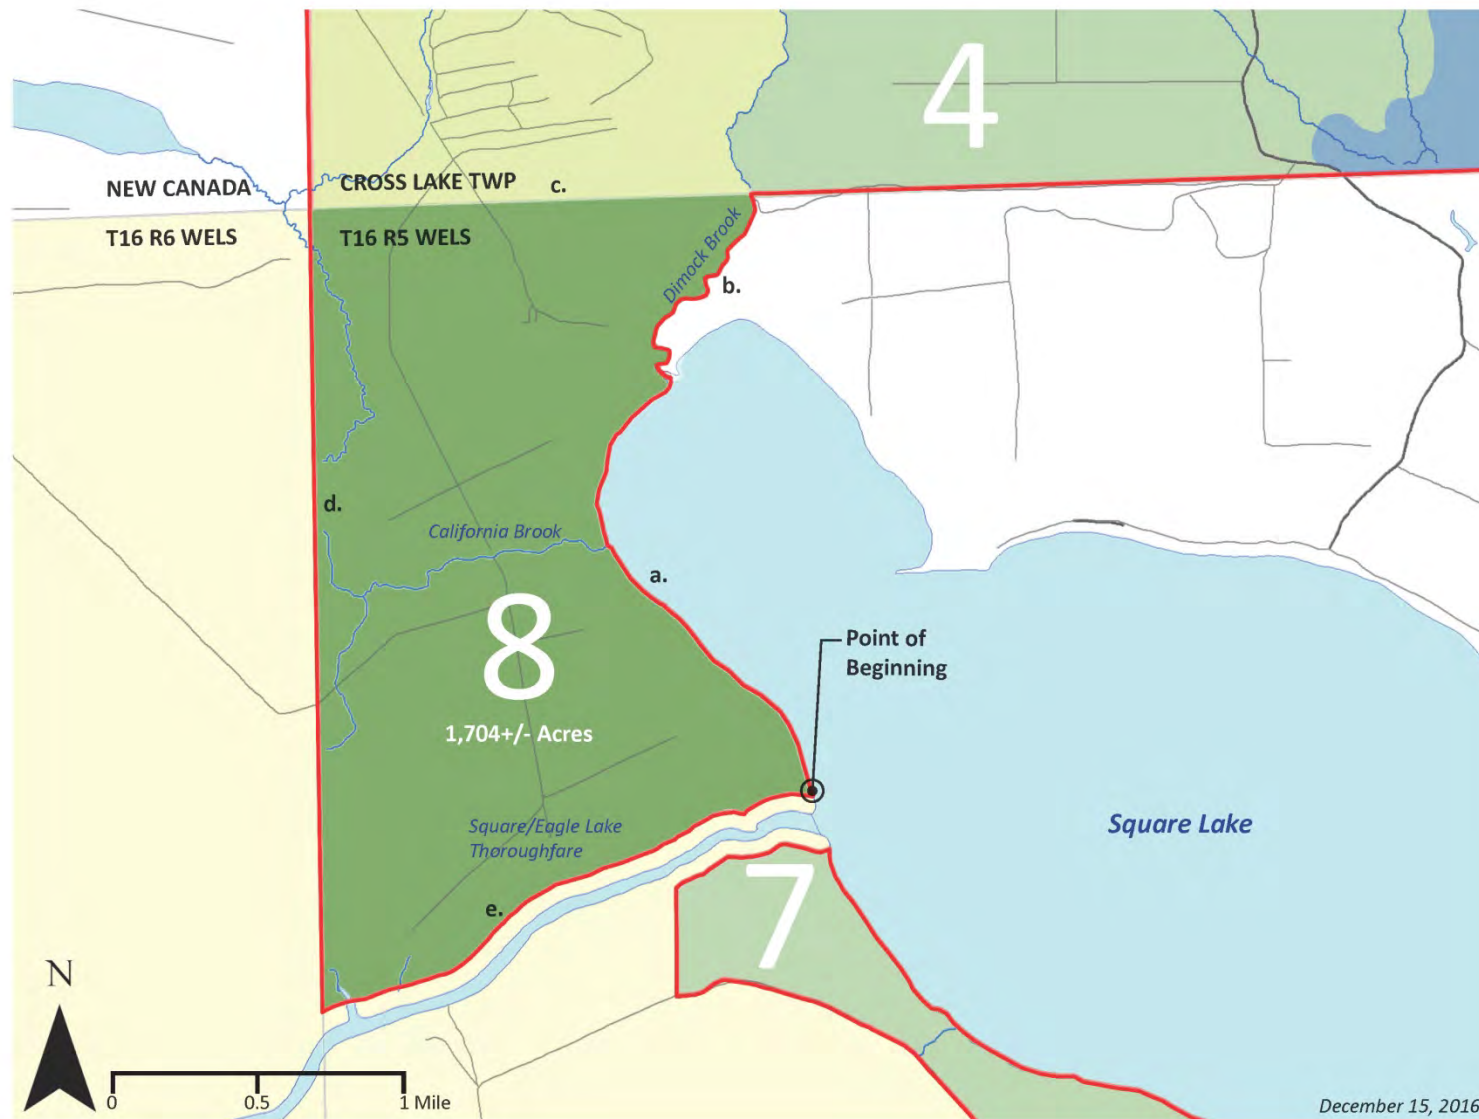 4
NEW CANADA
CROSS LAKE TWP
c.
T16 R6 WELS
T16 R5 WELS
Dimock Brook
b.
d.
California Brook
a.
8
1,704+/- Acres
Point of
Beginning
Square/Eagle Lake
Thoroughfare
Square Lake
7
e.
N
0
0.5
1 Mile
December 15, 2016